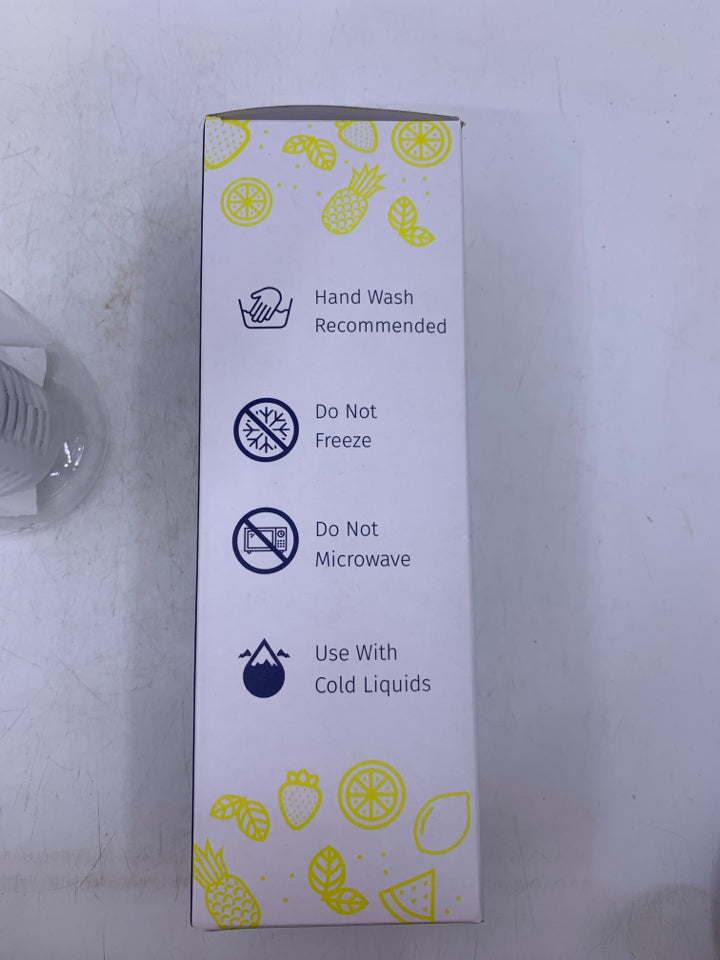 Hand Wash
Recommended
Do Not
Freeze
Do Not
Microwave
Use With
Cold Liquids